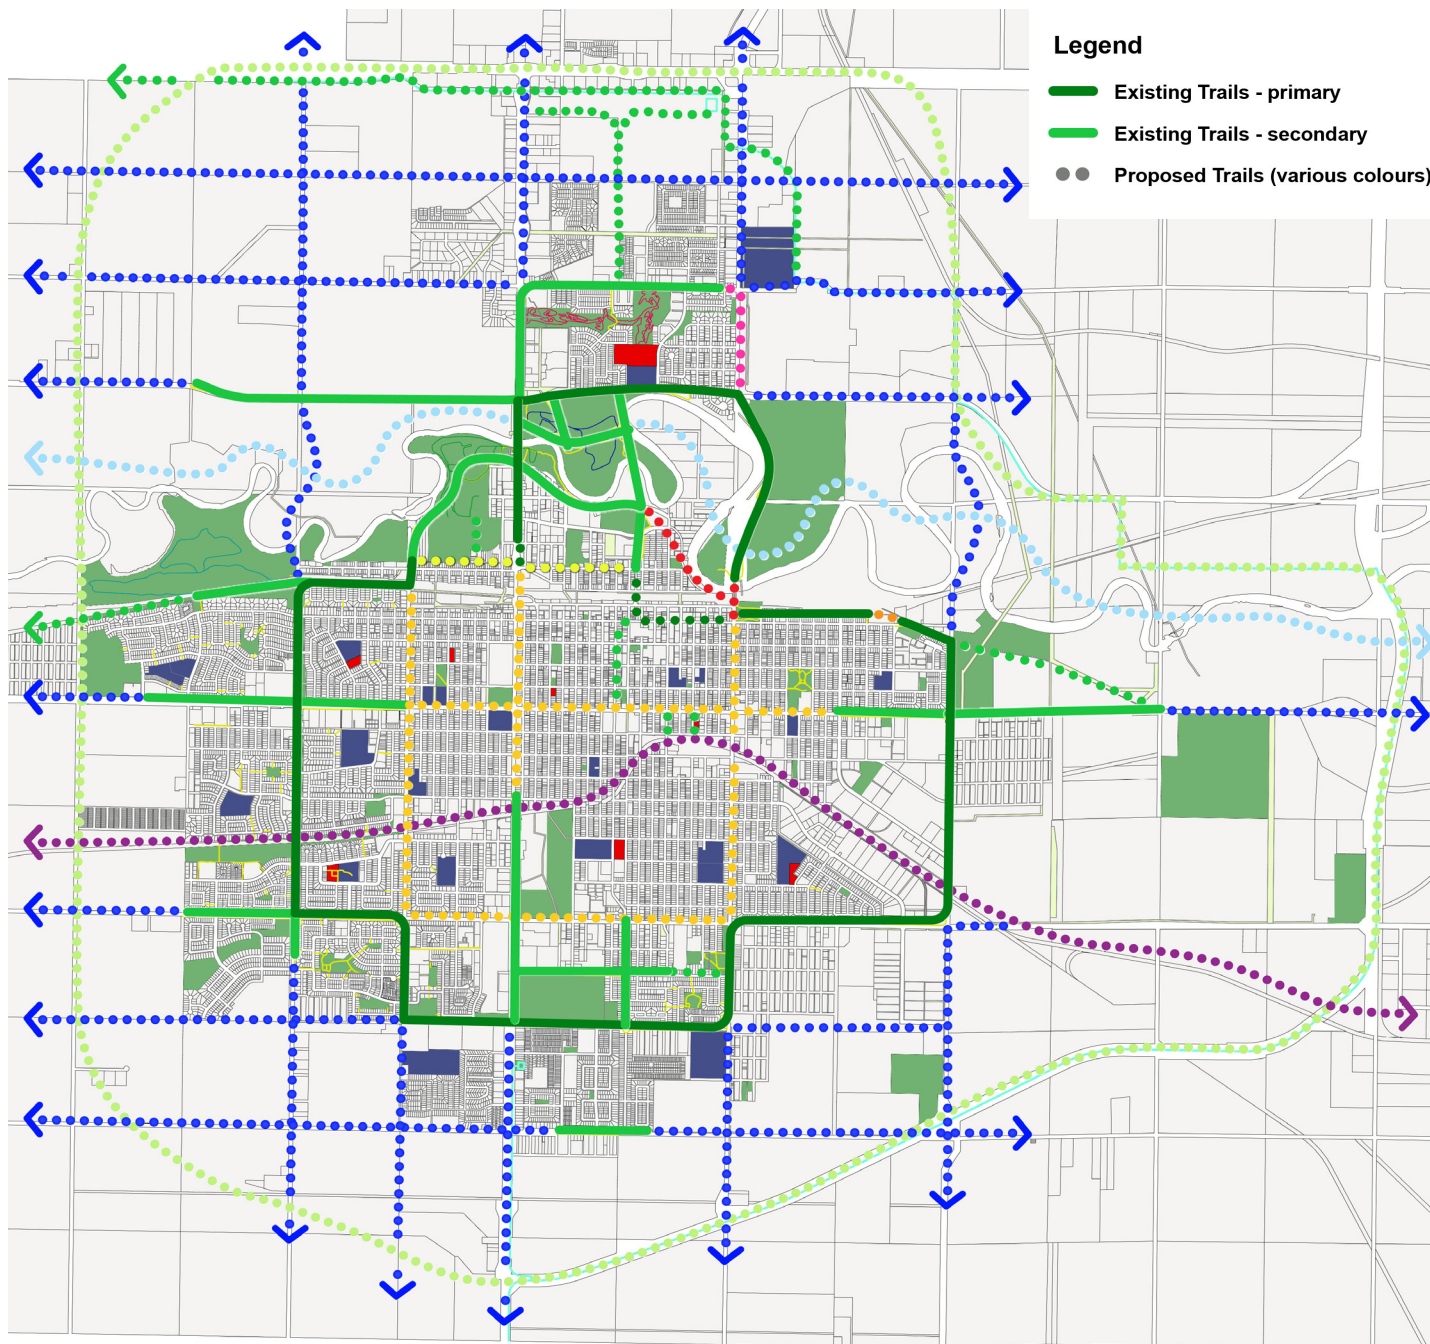 Legend
Existing Trails - primary
Existing Trails - secondary
Proposed Trails (various colours)